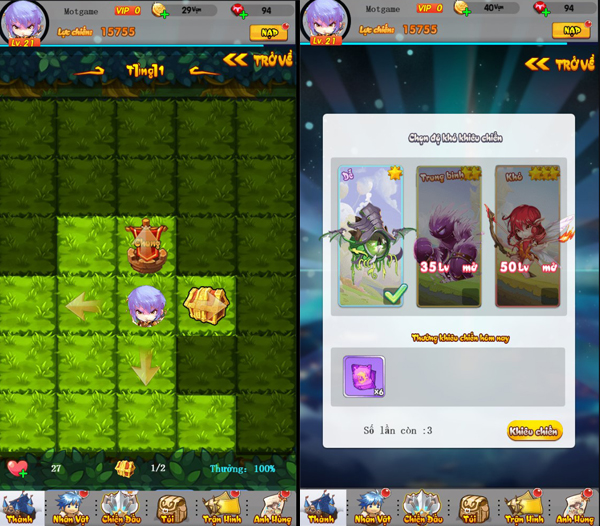 Motgame VIP 0 29Vạn 94
Lv.21 Lực chiến: 15755 NẠP
TRỞ VỀ
Tầng11
Chung
27 1/2 Thưởng: 100%
Thành Nhân Vật Chiến Đấu Túi Trận Hình Anh Hùng
Motgame VIP 0 40Vạn 94
Lv.21 Lực chiến: 15755 NẠP
TRỞ VỀ
Chọn độ khó khiêu chiến
Dễ Trung bình Khó
35 Lv mở 50 Lv mở
Thưởng khiêu chiến hôm nay
x6
Số lần còn :3 Khiêu chiến
Thành Nhân Vật Chiến Đấu Túi Trận Hình Anh Hùng